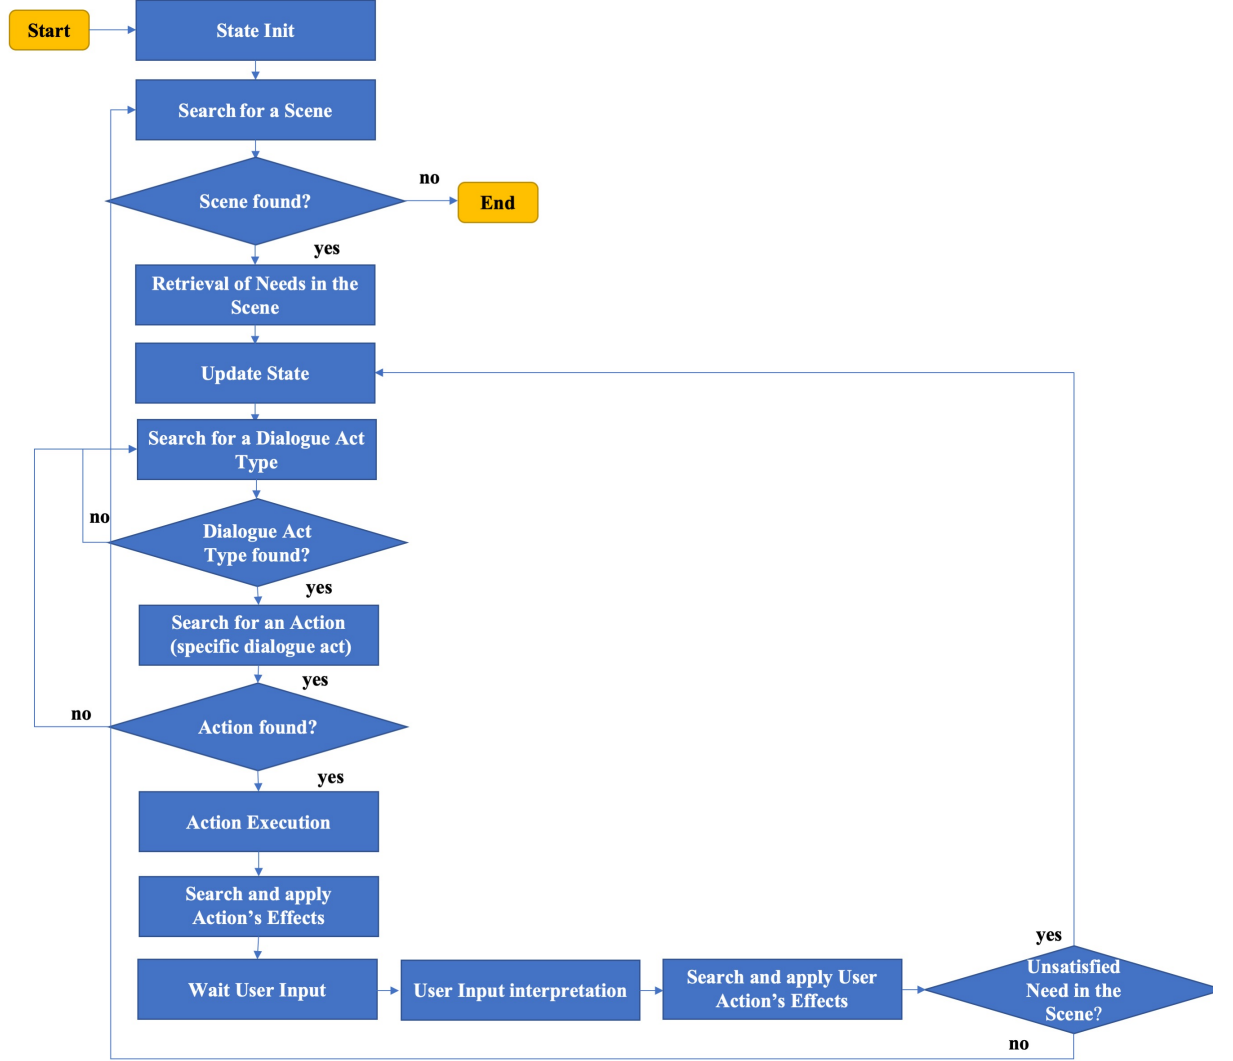 Start
State Init
Search for a Scene
Scene found?
no
End
yes
Retrieval of Needs in the
Scene
Update State
Search for a Dialogue Act
Type
no
Dialogue Act
Type found?
yes
Search for an Action
(specific dialogue act)
yes
no
Action found?
yes
Action Execution
Search and apply
Action’s Effects
Wait User Input
User Input interpretation
Search and apply User
Action’s Effects
yes
Unsatisfied
Need in the
Scene?
no